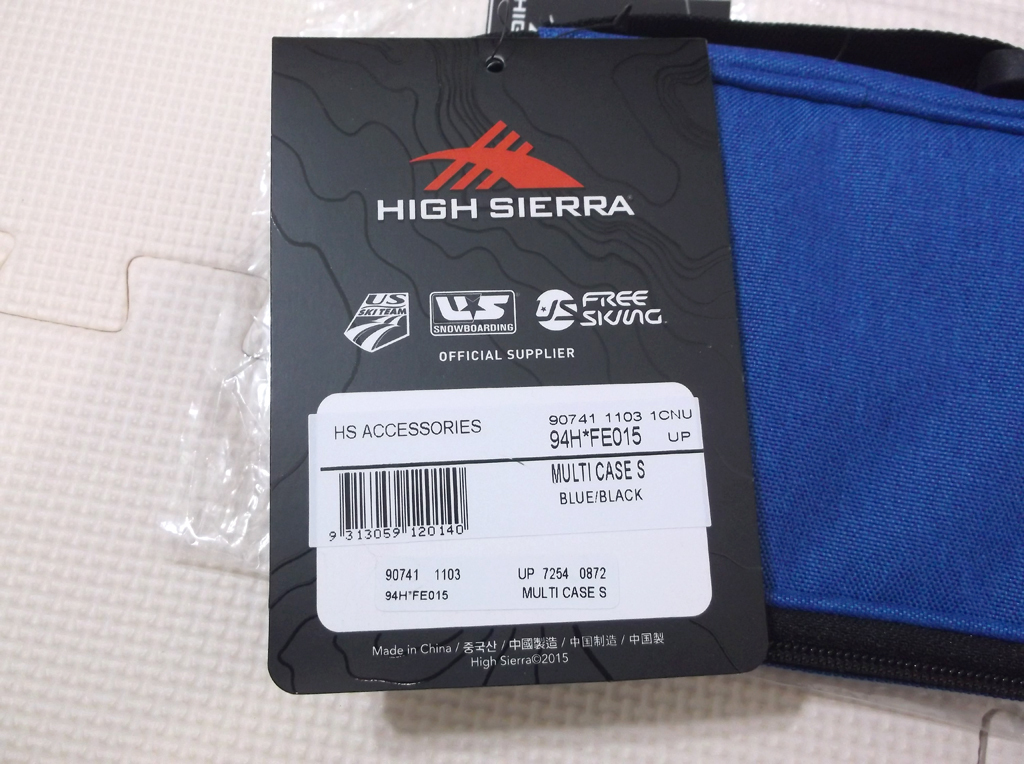 HIGH SIERRA
US SKI TEAM
US SNOWBOARDING
US FREE SKIING
OFFICIAL SUPPLIER
HS ACCESSORIES
90741 1103 1CNU
94H*FE015 UP
MULTI CASE S
BLUE/BLACK
9 313059 120140
90741 1103 UP 7254 0872
94H*FE015 MULTI CASE S
Made in China / 중국산 / 中國製造 / 中国制造 / 中国製
High Sierra©2015